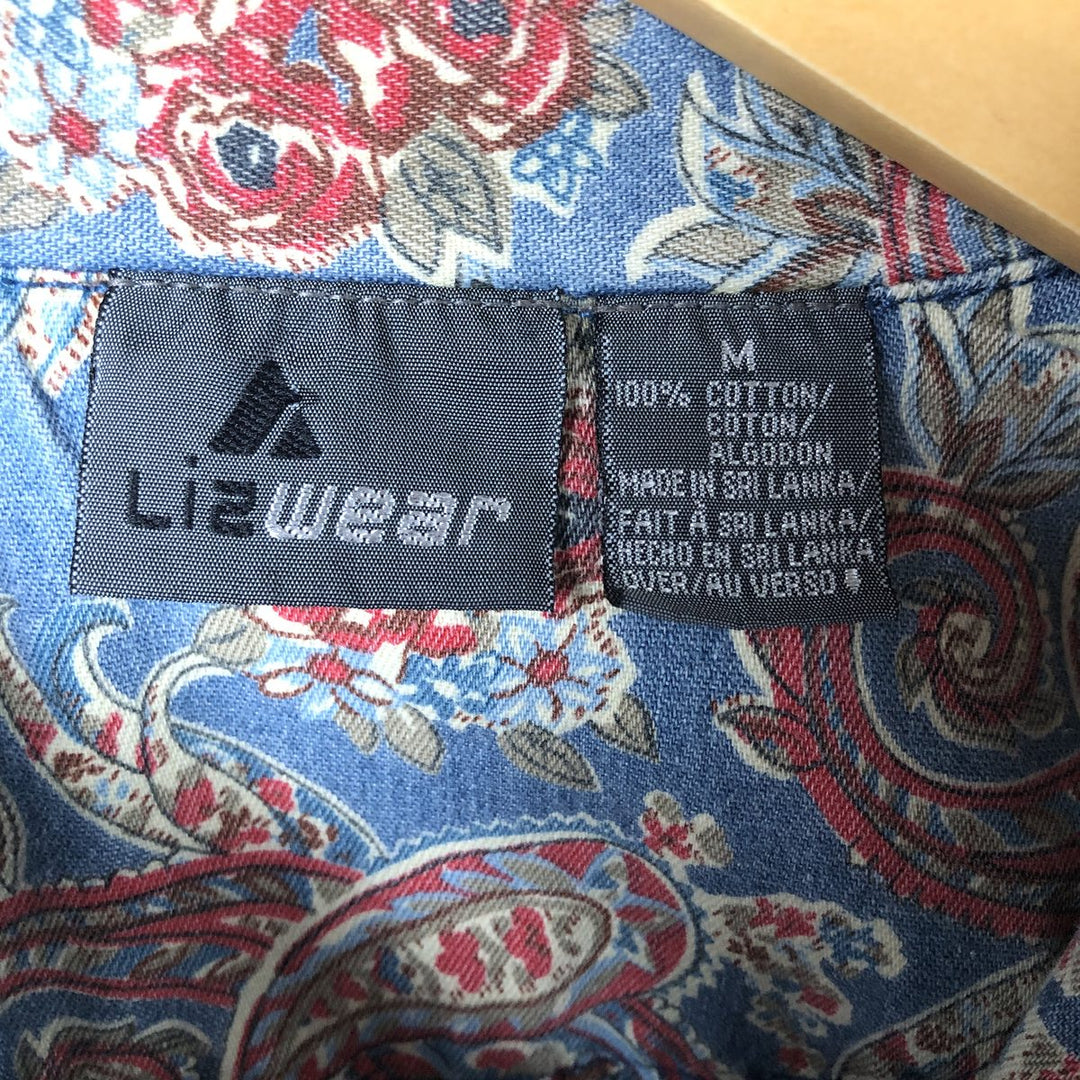 Lizwear
M
100% COTTON/
COTON/
ALGODON
MADE IN SRI LANKA/
FAIT À SRI LANKA/
HECHO EN SRI LANKA
OVER/AU VERSO